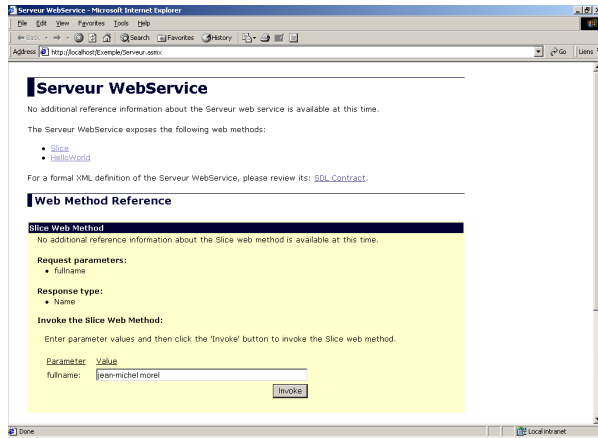 Serveur WebService - Microsoft Internet Explorer
File Edit View Favorites Tools Help
Back Search Favorites History
Address http://localhost/Exemple/Serveur.asmx Go Liens
Serveur WebService
No additional reference information about the Serveur web service is available at this time.
The Serveur WebService exposes the following web methods:
Slice
HelloWorld
For a formal XML definition of the Serveur WebService, please review its: SDL Contract.
Web Method Reference
Slice Web Method
No additional reference information about the Slice web method is available at this time.
Request parameters:
fullname
Response type:
Name
Invoke the Slice Web Method:
Enter parameter values and then click the 'Invoke' button to invoke the Slice web method.
Parameter Value
fullname: jean-michel morel
Invoke
Done Local intranet